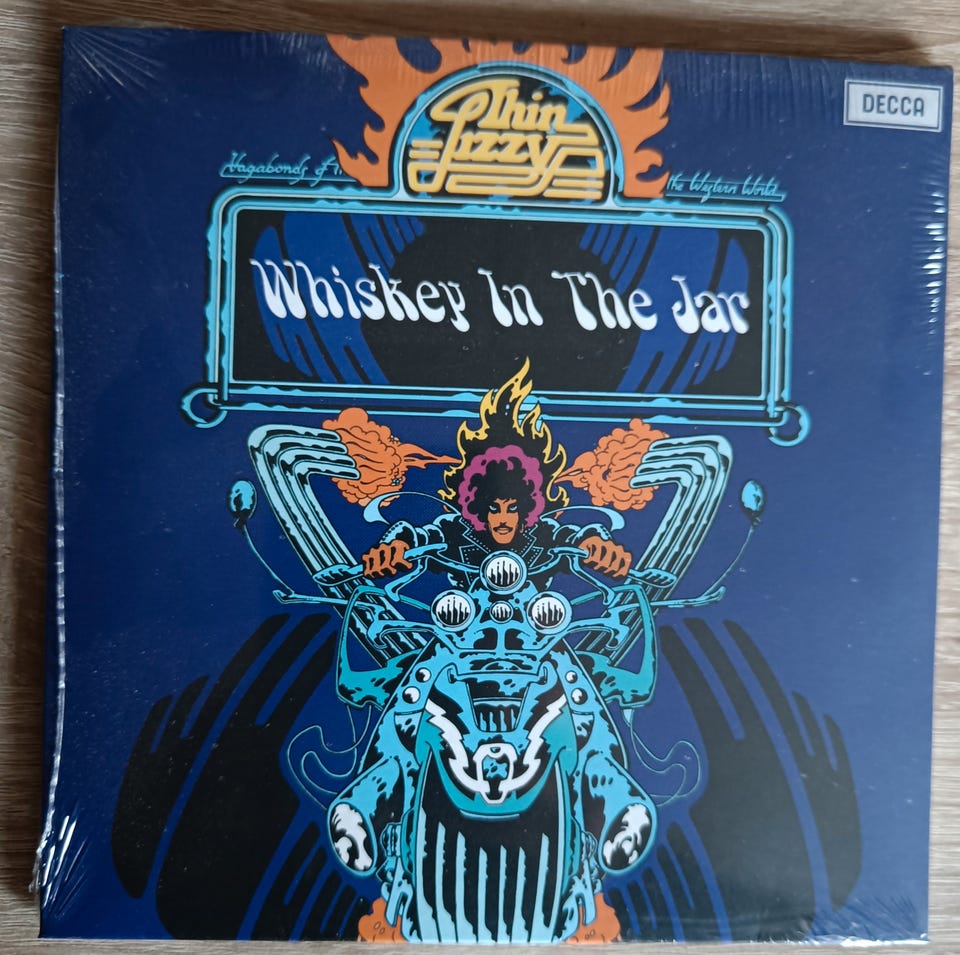 Thin
Lizzy
DECCA
Vagabonds of
the Western World
Whiskey In The Jar